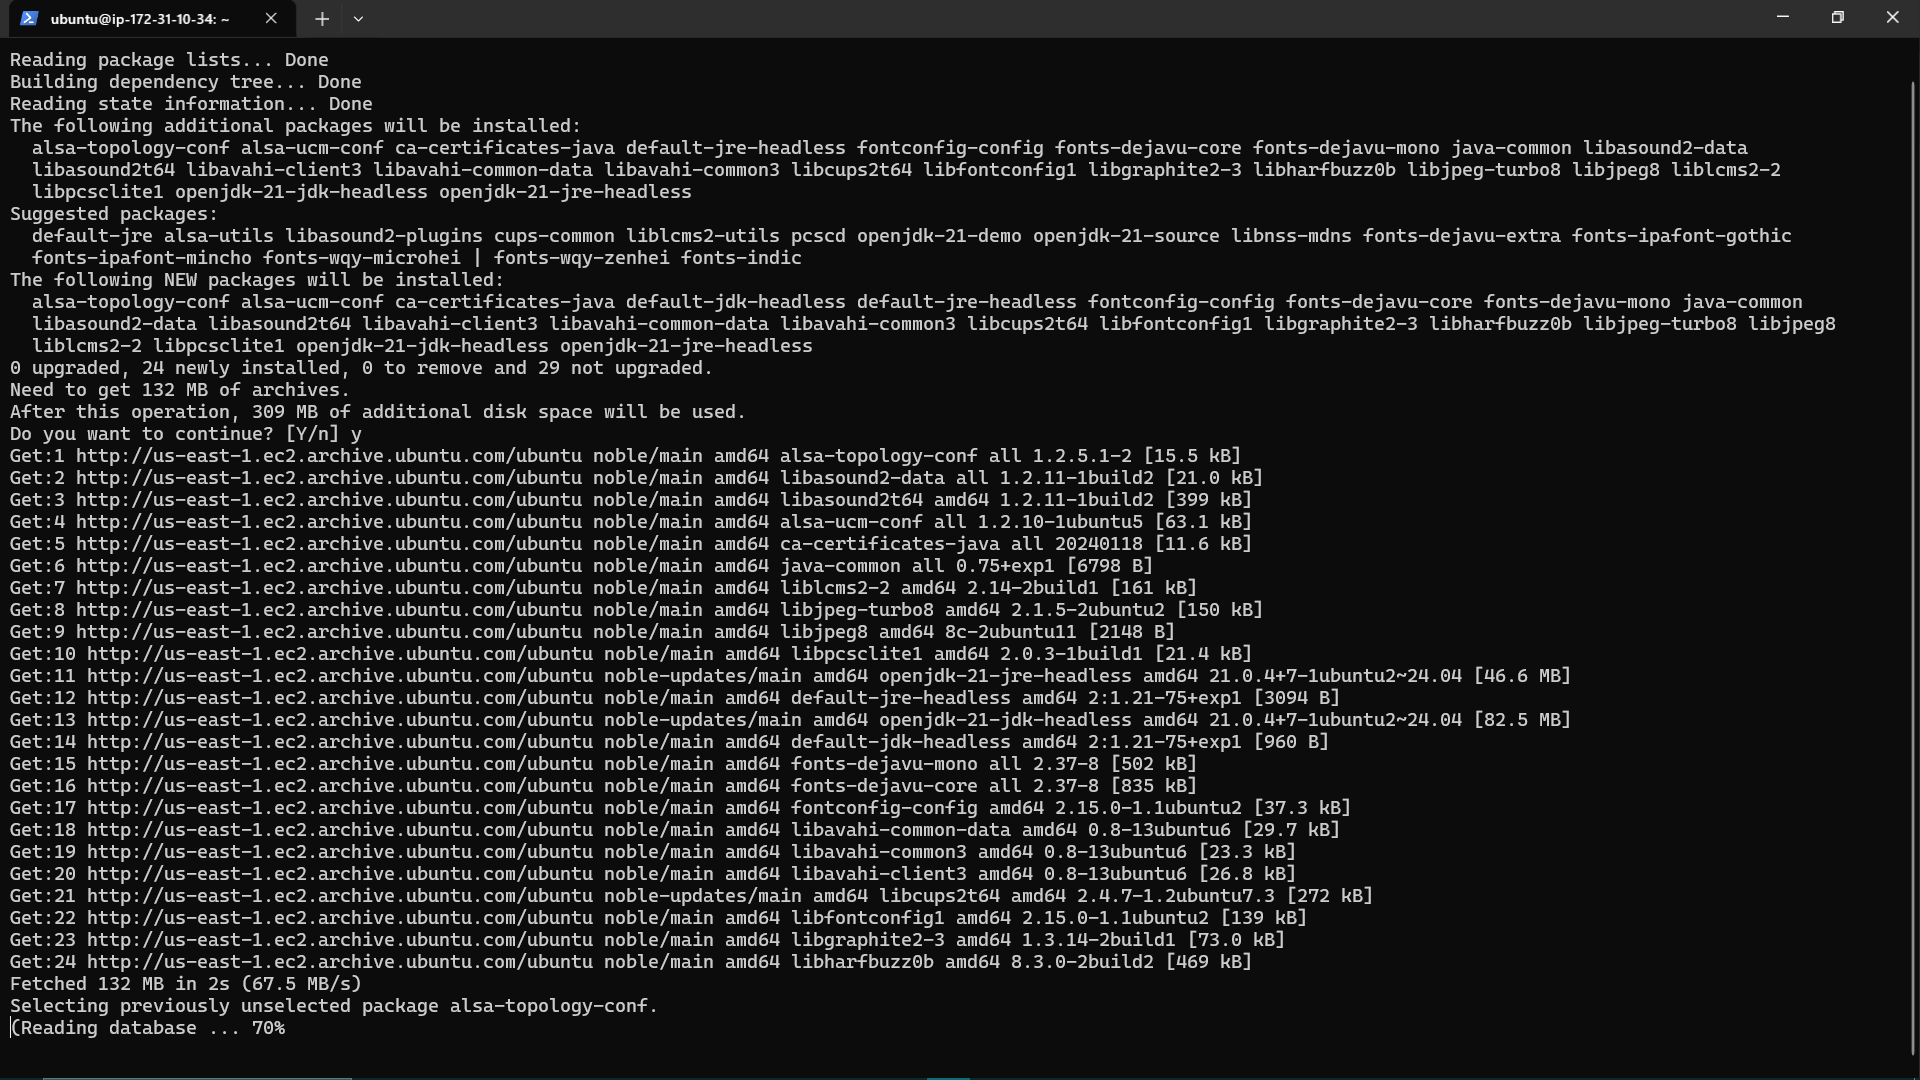 ubuntu@ip-172-31-10-34: ~
Reading package lists... Done
Building dependency tree... Done
Reading state information... Done
The following additional packages will be installed:
  alsa-topology-conf alsa-ucm-conf ca-certificates-java default-jre-headless fontconfig-config fonts-dejavu-core fonts-dejavu-mono java-common libasound2-data
  libasound2t64 libavahi-client3 libavahi-common-data libavahi-common3 libcups2t64 libfontconfig1 libgraphite2-3 libharfbuzz0b libjpeg-turbo8 libjpeg8 liblcms2-2
  libpcsclite1 openjdk-21-jdk-headless openjdk-21-jre-headless
Suggested packages:
  default-jre alsa-utils libasound2-plugins cups-common liblcms2-utils pcscd openjdk-21-demo openjdk-21-source libnss-mdns fonts-dejavu-extra fonts-ipafont-gothic
  fonts-ipafont-mincho fonts-wqy-microhei | fonts-wqy-zenhei fonts-indic
The following NEW packages will be installed:
  alsa-topology-conf alsa-ucm-conf ca-certificates-java default-jdk-headless default-jre-headless fontconfig-config fonts-dejavu-core fonts-dejavu-mono java-common
  libasound2-data libasound2t64 libavahi-client3 libavahi-common-data libavahi-common3 libcups2t64 libfontconfig1 libgraphite2-3 libharfbuzz0b libjpeg-turbo8 libjpeg8
  liblcms2-2 libpcsclite1 openjdk-21-jdk-headless openjdk-21-jre-headless
0 upgraded, 24 newly installed, 0 to remove and 29 not upgraded.
Need to get 132 MB of archives.
After this operation, 309 MB of additional disk space will be used.
Do you want to continue? [Y/n] y
Get:1 http://us-east-1.ec2.archive.ubuntu.com/ubuntu noble/main amd64 alsa-topology-conf all 1.2.5.1-2 [15.5 kB]
Get:2 http://us-east-1.ec2.archive.ubuntu.com/ubuntu noble/main amd64 libasound2-data all 1.2.11-1build2 [21.0 kB]
Get:3 http://us-east-1.ec2.archive.ubuntu.com/ubuntu noble/main amd64 libasound2t64 amd64 1.2.11-1build2 [399 kB]
Get:4 http://us-east-1.ec2.archive.ubuntu.com/ubuntu noble/main amd64 alsa-ucm-conf all 1.2.10-1ubuntu5 [63.1 kB]
Get:5 http://us-east-1.ec2.archive.ubuntu.com/ubuntu noble/main amd64 ca-certificates-java all 20240118 [11.6 kB]
Get:6 http://us-east-1.ec2.archive.ubuntu.com/ubuntu noble/main amd64 java-common all 0.75+exp1 [6798 B]
Get:7 http://us-east-1.ec2.archive.ubuntu.com/ubuntu noble/main amd64 liblcms2-2 amd64 2.14-2build1 [161 kB]
Get:8 http://us-east-1.ec2.archive.ubuntu.com/ubuntu noble/main amd64 libjpeg-turbo8 amd64 2.1.5-2ubuntu2 [150 kB]
Get:9 http://us-east-1.ec2.archive.ubuntu.com/ubuntu noble/main amd64 libjpeg8 amd64 8c-2ubuntu11 [2148 B]
Get:10 http://us-east-1.ec2.archive.ubuntu.com/ubuntu noble/main amd64 libpcsclite1 amd64 2.0.3-1build1 [21.4 kB]
Get:11 http://us-east-1.ec2.archive.ubuntu.com/ubuntu noble-updates/main amd64 openjdk-21-jre-headless amd64 21.0.4+7-1ubuntu2~24.04 [46.6 MB]
Get:12 http://us-east-1.ec2.archive.ubuntu.com/ubuntu noble/main amd64 default-jre-headless amd64 2:1.21-75+exp1 [3094 B]
Get:13 http://us-east-1.ec2.archive.ubuntu.com/ubuntu noble-updates/main amd64 openjdk-21-jdk-headless amd64 21.0.4+7-1ubuntu2~24.04 [82.5 MB]
Get:14 http://us-east-1.ec2.archive.ubuntu.com/ubuntu noble/main amd64 default-jdk-headless amd64 2:1.21-75+exp1 [960 B]
Get:15 http://us-east-1.ec2.archive.ubuntu.com/ubuntu noble/main amd64 fonts-dejavu-mono all 2.37-8 [502 kB]
Get:16 http://us-east-1.ec2.archive.ubuntu.com/ubuntu noble/main amd64 fonts-dejavu-core all 2.37-8 [835 kB]
Get:17 http://us-east-1.ec2.archive.ubuntu.com/ubuntu noble/main amd64 fontconfig-config amd64 2.15.0-1.1ubuntu2 [37.3 kB]
Get:18 http://us-east-1.ec2.archive.ubuntu.com/ubuntu noble/main amd64 libavahi-common-data amd64 0.8-13ubuntu6 [29.7 kB]
Get:19 http://us-east-1.ec2.archive.ubuntu.com/ubuntu noble/main amd64 libavahi-common3 amd64 0.8-13ubuntu6 [23.3 kB]
Get:20 http://us-east-1.ec2.archive.ubuntu.com/ubuntu noble/main amd64 libavahi-client3 amd64 0.8-13ubuntu6 [26.8 kB]
Get:21 http://us-east-1.ec2.archive.ubuntu.com/ubuntu noble-updates/main amd64 libcups2t64 amd64 2.4.7-1.2ubuntu7.3 [272 kB]
Get:22 http://us-east-1.ec2.archive.ubuntu.com/ubuntu noble/main amd64 libfontconfig1 amd64 2.15.0-1.1ubuntu2 [139 kB]
Get:23 http://us-east-1.ec2.archive.ubuntu.com/ubuntu noble/main amd64 libgraphite2-3 amd64 1.3.14-2build1 [73.0 kB]
Get:24 http://us-east-1.ec2.archive.ubuntu.com/ubuntu noble/main amd64 libharfbuzz0b amd64 8.3.0-2build2 [469 kB]
Fetched 132 MB in 2s (67.5 MB/s)
Selecting previously unselected package alsa-topology-conf.
(Reading database ... 70%